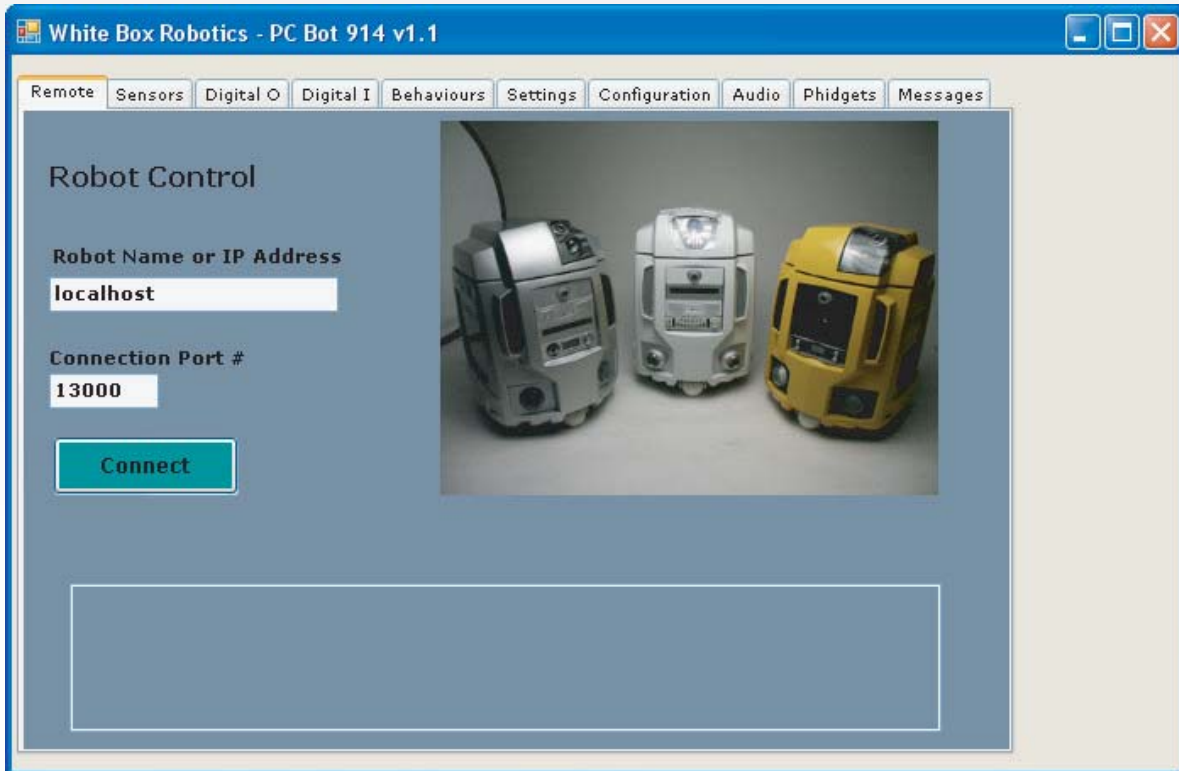 White Box Robotics - PC Bot 914 v1.1
Remote Sensors Digital O Digital I Behaviours Settings Configuration Audio Phidgets Messages
Robot Control
Robot Name or IP Address
localhost
Connection Port #
13000
Connect